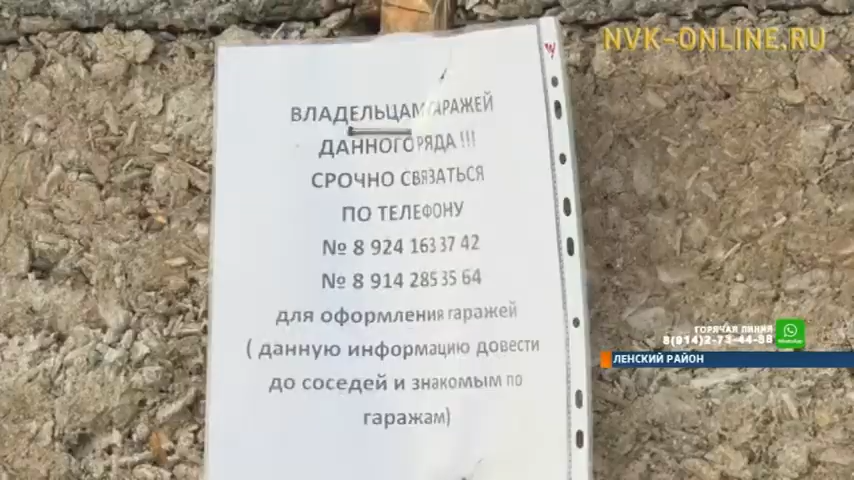 NVK-ONLINE.RU
ВЛАДЕЛЬЦАМ ГАРАЖЕЙ
ДАННОГО РЯДА !!!
СРОЧНО СВЯЗАТЬСЯ
ПО ТЕЛЕФОНУ
№ 8 924 163 37 42
№ 8 914 285 35 64
для оформления гаражей
( данную информацию довести
до соседей и знакомым по
гаражам)
ГОРЯЧАЯ ЛИНИЯ
8(914)2-73-44-88
WhatsApp
ЛЕНСКИЙ РАЙОН